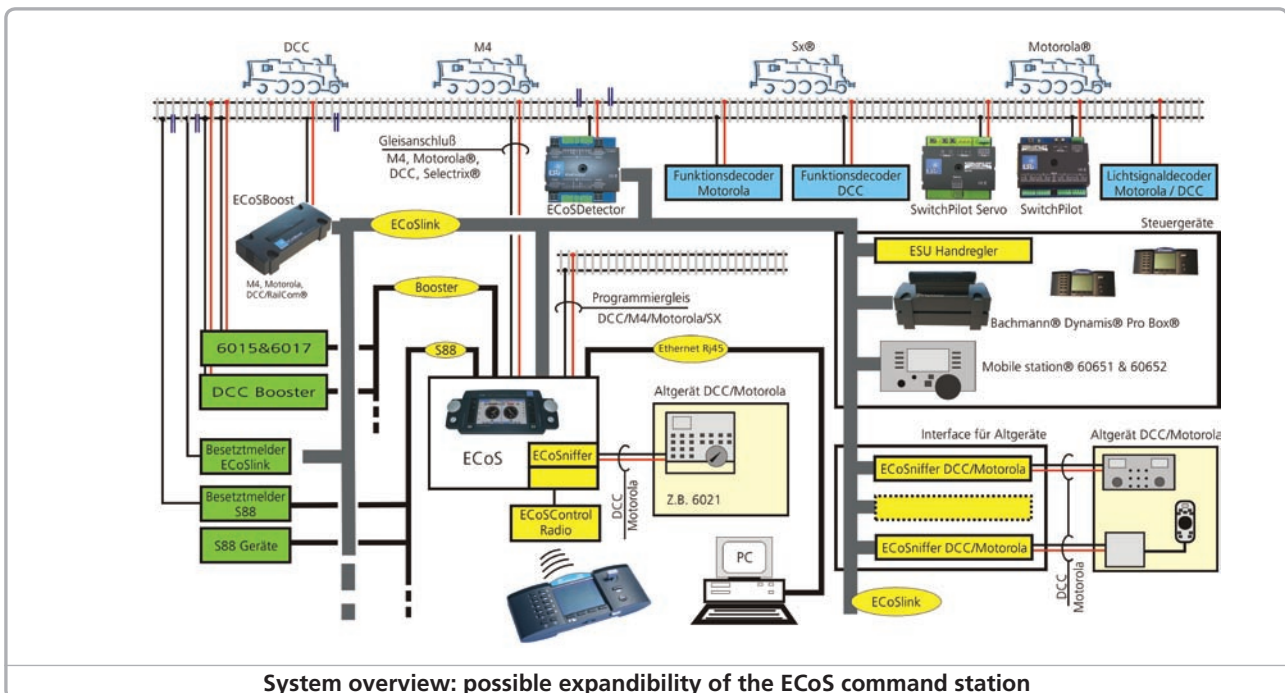 DCC
M4
Sx®
Motorola®
Gleisanschluß
M4, Motorola®,
DCC, Selectrix®
ECoSBoost
M4, Motorola,
DCC/RailCom®
ECoSDetector
Funktionsdecoder
Motorola
Funktionsdecoder
DCC
SwitchPilot Servo
SwitchPilot
Lichtsignaldecoder
Motorola / DCC
ECoSlink
Steuergeräte
ESU Handregler
Bachmann® Dynamis® Pro Box®
Mobile station® 60651 & 60652
Booster
Programmiergleis
DCC/M4/Motorola/SX
6015&6017
S88
Ethernet Rj45
DCC Booster
Altgerät DCC/Motorola
ECoS
ECoSniffer
Z.B. 6021
DCC
Motorola
ECoSControl
Radio
Besetztmelder
ECoSlink
Besetztmelder
S88
S88 Geräte
PC
Interface für Altgeräte
Altgerät DCC/Motorola
ECoSniffer DCC/Motorola
ECoSniffer DCC/Motorola
DCC
Motorola
ECoSlink
System overview: possible expandibility of the ECoS command station